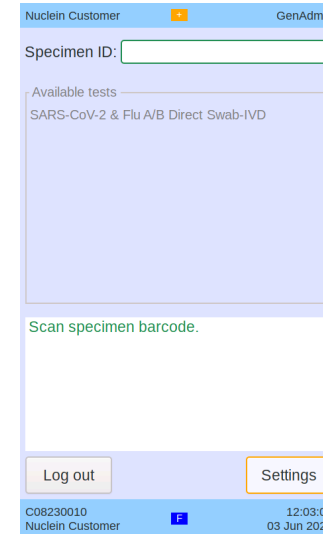 Nuclein Customer + GenAdm
Specimen ID:
Available tests
SARS-CoV-2 & Flu A/B Direct Swab-IVD
Scan specimen barcode.
Log out Settings
C08230010 12:03:0
Nuclein Customer F 03 Jun 202